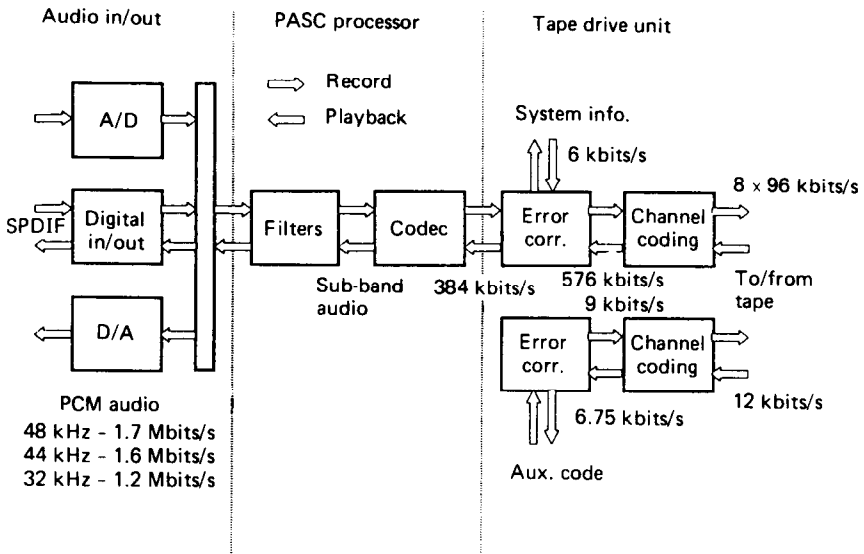 Audio in/out
PASC processor
Tape drive unit
Record
Playback
A/D
System info.
6 kbits/s
8 × 96 kbits/s
SPDIF
Digital
in/out
Filters
Codec
Error
corr.
Channel
coding
Sub-band
audio
384 kbits/s
576 kbits/s
9 kbits/s
To/from
tape
D/A
Error
corr.
Channel
coding
PCM audio
48 kHz – 1.7 Mbits/s
44 kHz – 1.6 Mbits/s
32 kHz – 1.2 Mbits/s
6.75 kbits/s
12 kbits/s
Aux. code